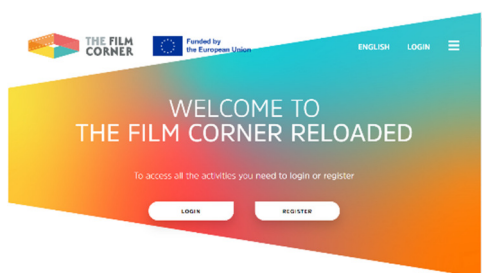 THE FILM
CORNER
Funded by
the European Union
ENGLISH LOGIN
WELCOME TO
THE FILM CORNER RELOADED
To access all the activities you need to login or register
LOGIN REGISTER